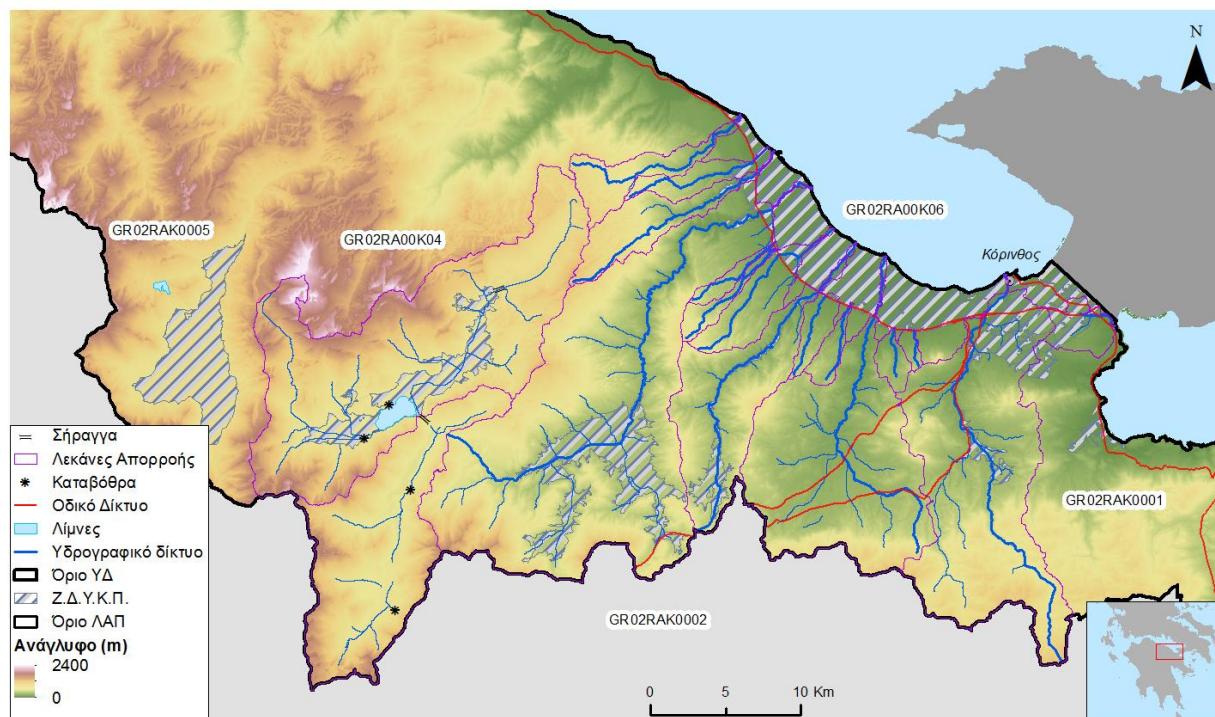 N
GR02RA00K06
GR02RAK0005
GR02RA00K04
Κόρινθος
GR02RAK0001
GR02RAK0002
Σήραγγα
Λεκάνες Απορροής
Καταβόθρα
Οδικό Δίκτυο
Λίμνες
Υδρογραφικό δίκτυο
Όριο ΥΔ
Ζ.Δ.Υ.Κ.Π.
Όριο ΛΑΠ
Ανάγλυφο (m)
2400
0
0 5 10 Km